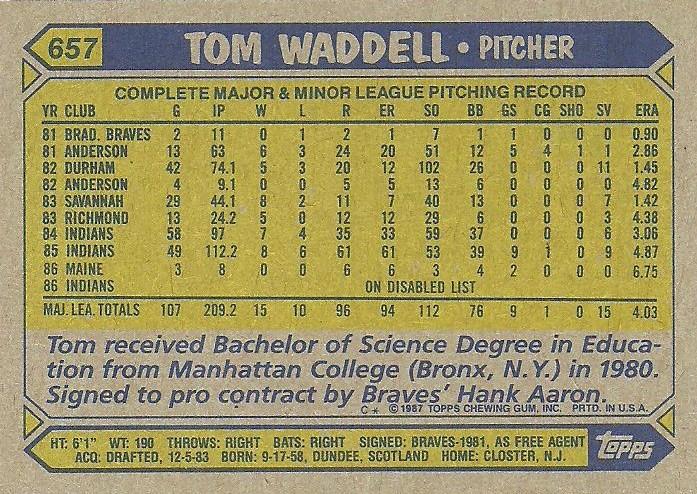 657 TOM WADDELL • PITCHER
COMPLETE MAJOR & MINOR LEAGUE PITCHING RECORD
YR CLUB G IP W L R ER SO BB GS CG SHO SV ERA
81 BRAD. BRAVES 2 11 0 1 2 1 7 1 1 0 0 0 0.90
81 ANDERSON 13 63 6 3 24 20 51 12 5 4 1 1 2.86
82 DURHAM 42 74.1 5 3 20 12 102 26 0 0 0 11 1.45
82 ANDERSON 4 9.1 0 0 5 5 13 6 0 0 0 0 4.82
83 SAVANNAH 29 44.1 8 2 11 7 40 13 0 0 0 7 1.42
83 RICHMOND 13 24.2 5 0 12 12 29 6 0 0 0 3 4.38
84 INDIANS 58 97 7 4 35 33 59 37 0 0 0 6 3.06
85 INDIANS 49 112.2 8 6 61 61 53 39 9 1 0 9 4.87
86 MAINE 3 8 0 0 6 6 3 4 2 0 0 0 6.75
86 INDIANS ON DISABLED LIST
MAJ. LEA. TOTALS 107 209.2 15 10 96 94 112 76 9 1 0 15 4.03
Tom received Bachelor of Science Degree in Educa-
tion from Manhattan College (Bronx, N.Y.) in 1980.
Signed to pro contract by Braves' Hank Aaron.
C* © 1987 TOPPS CHEWING GUM, INC. PRTD. IN U.S.A.
HT: 6'1" WT: 190 THROWS: RIGHT BATS: RIGHT SIGNED: BRAVES-1981, AS FREE AGENT
ACQ: DRAFTED, 12-5-83 BORN: 9-17-58, DUNDEE, SCOTLAND HOME: CLOSTER, N.J.
TOPPS